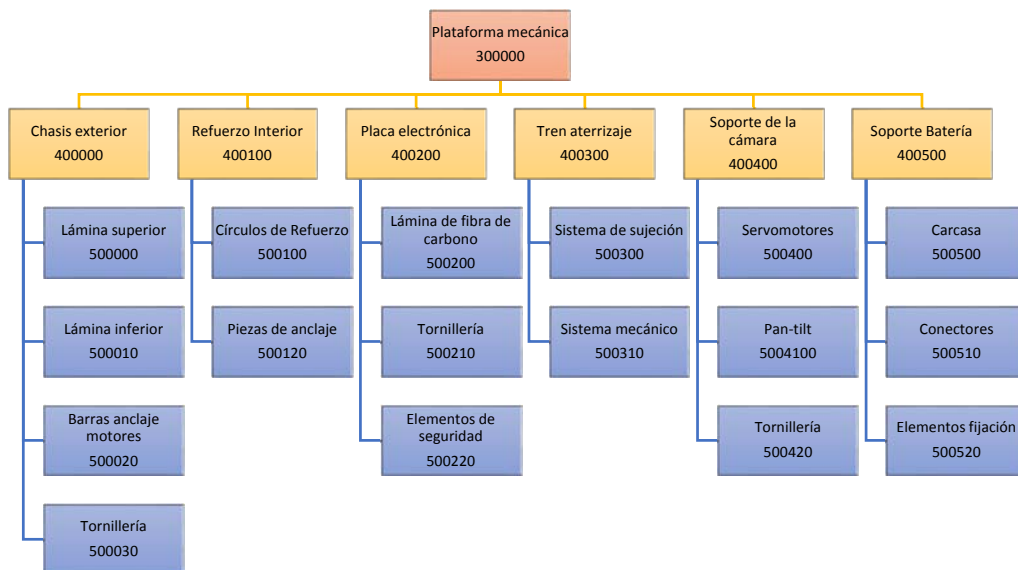 Plataforma mecánica
300000
Chasis exterior
400000
Refuerzo Interior
400100
Placa electrónica
400200
Tren aterrizaje
400300
Soporte de la
cámara
400400
Soporte Batería
400500
Lámina superior
500000
Círculos de Refuerzo
500100
Lámina de fibra de
carbono
500200
Sistema de sujeción
500300
Servomotores
500400
Carcasa
500500
Lámina inferior
500010
Piezas de anclaje
500120
Tornillería
500210
Sistema mecánico
500310
Pan-tilt
5004100
Conectores
500510
Barras anclaje
motores
500020
Elementos de
seguridad
500220
Tornillería
500420
Elementos fijación
500520
Tornillería
500030